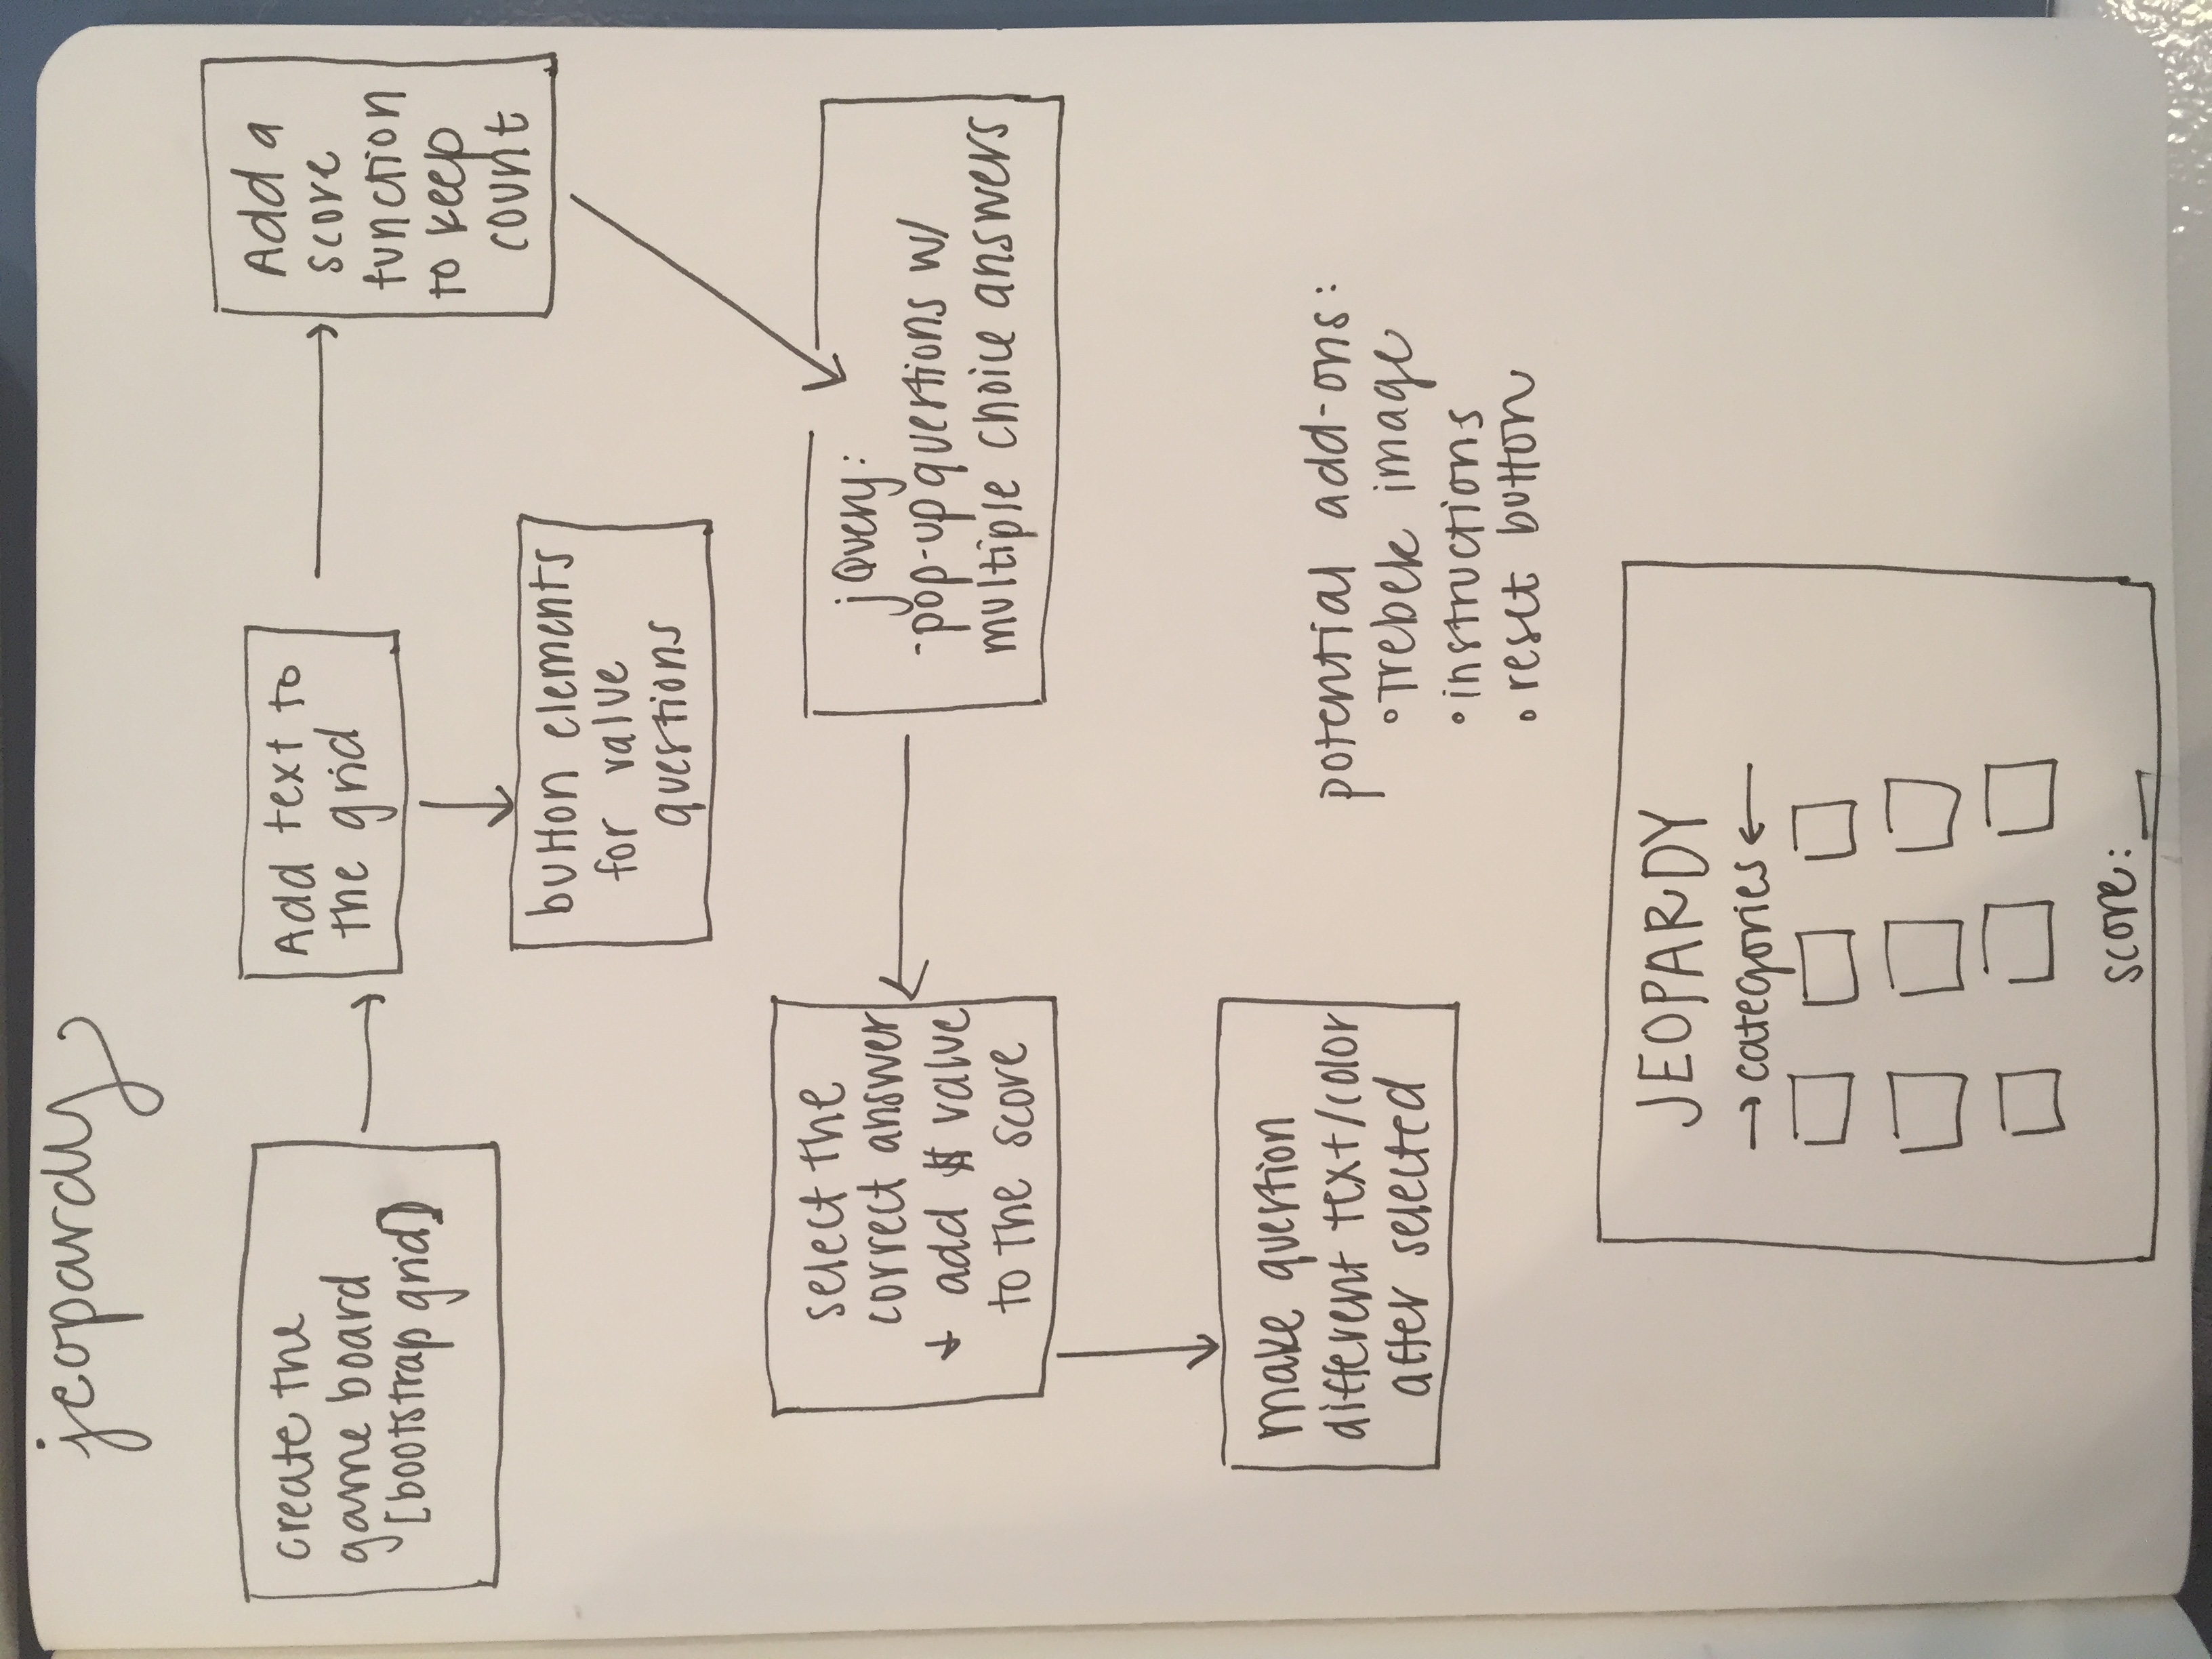 jeopardy
create the
game board
[bootstrap grid]
Add text to
the grid
Add a
score
function
to keep
count
button elements
for value
questions
select the
correct answer
+ add $ value
to the score
jQuery:
-pop-up questions w/
multiple choice answers
make question
different text/color
after selected
potential add-ons:
• Trebek image
• instructions
• reset button
JEOPARDY
→ categories ←
score: __